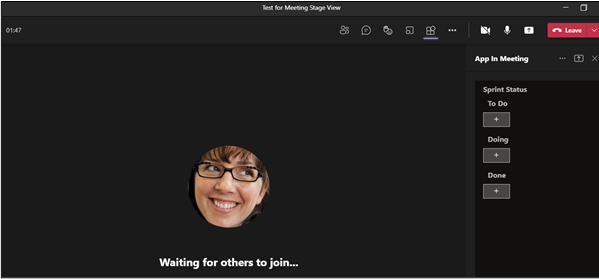 Test for Meeting Stage View
01:47
Leave
App In Meeting
Sprint Status
To Do
+
Doing
+
Done
+
Waiting for others to join...